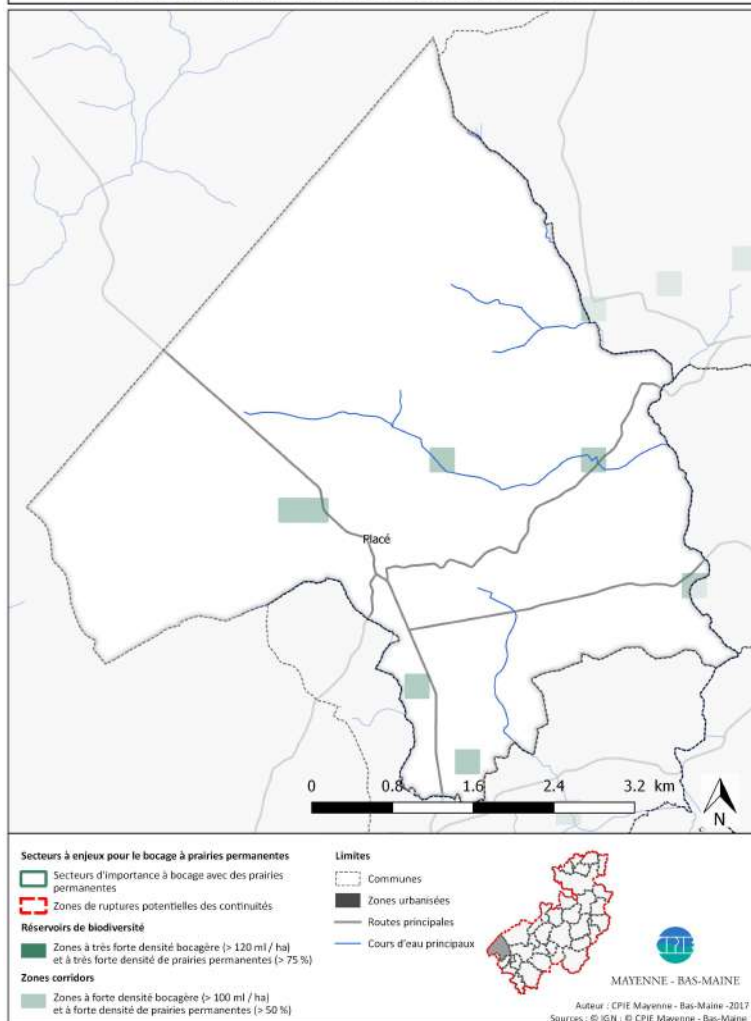 Placé
0 0.8 1.6 2.4 3.2 km
N
Secteurs à enjeux pour le bocage à prairies permanentes
Secteurs d'importance à bocage avec des prairies
permanentes
Zones de ruptures potentielles des continuités
Réservoirs de biodiversité
Zones à très forte densité bocagère (> 120 ml / ha)
et à très forte densité de prairies permanentes (> 75 %)
Zones corridors
Zones à forte densité bocagère (> 100 ml / ha)
et à forte densité de prairies permanentes (> 50 %)
Limites
Communes
Zones urbanisées
Routes principales
Cours d'eau principaux
CPIE
MAYENNE - BAS-MAINE
Auteur : CPIE Mayenne - Bas-Maine -2017
Sources : © IGN ; © CPIE Mayenne - Bas-Maine